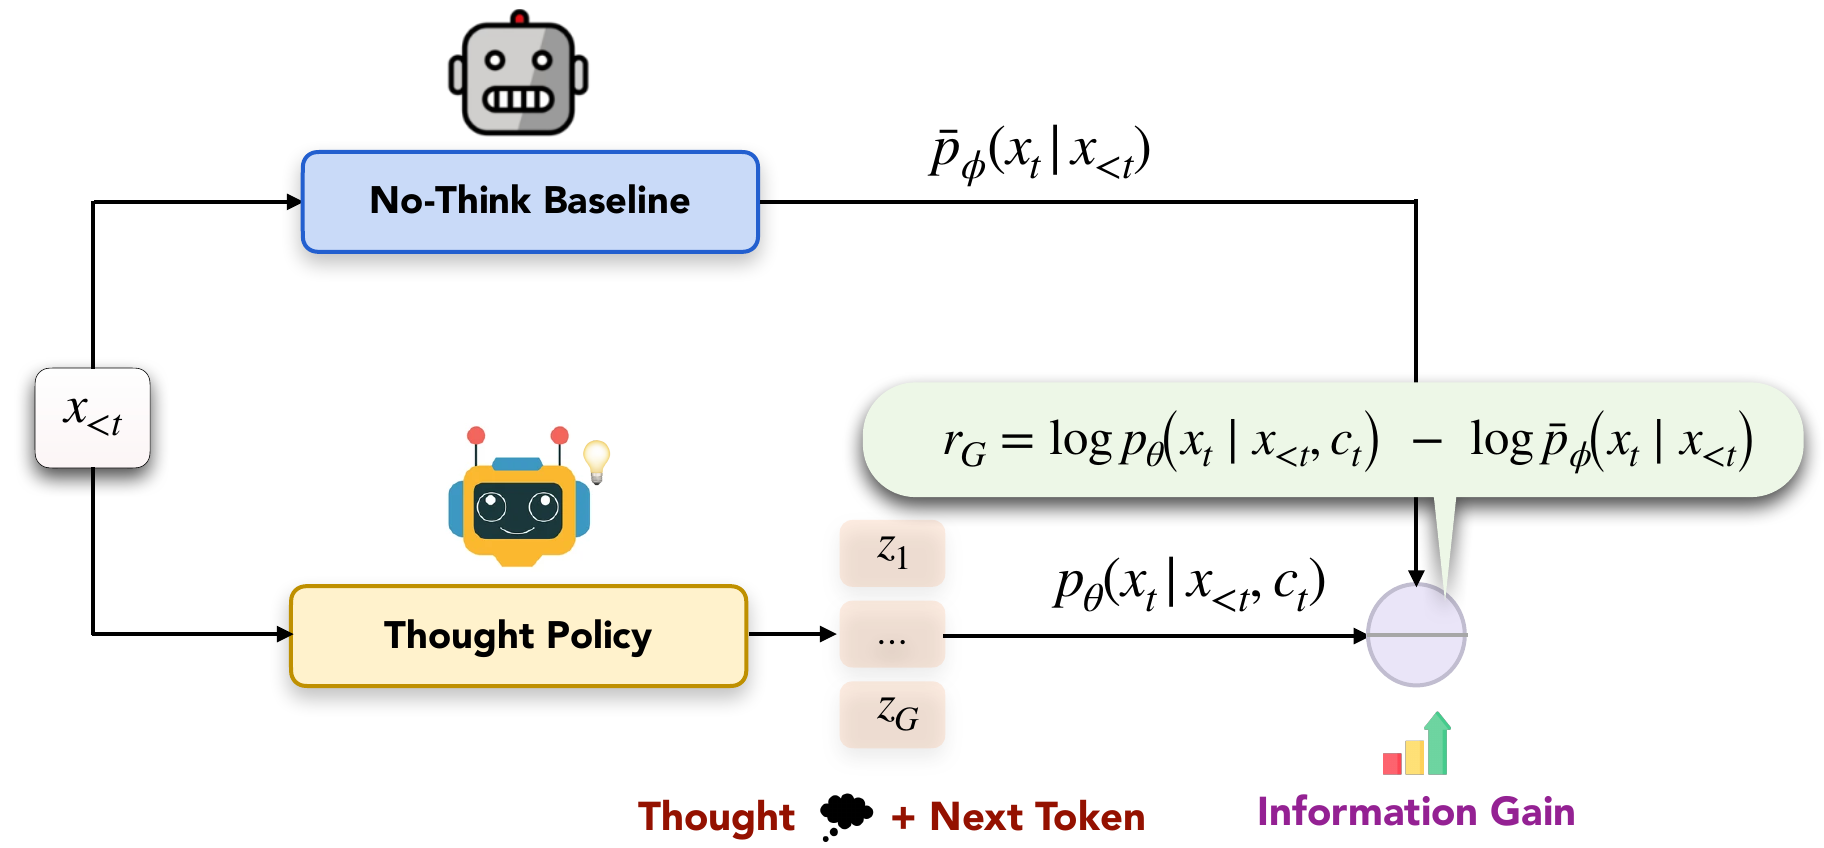 p̄_ϕ(x_t | x_{<t})
No-Think Baseline
x_{<t}
r_G = log p_θ(x_t | x_{<t}, c_t) − log p̄_ϕ(x_t | x_{<t})
z_1
p_θ(x_t | x_{<t}, c_t)
Thought Policy
...
z_G
Thought + Next Token
Information Gain